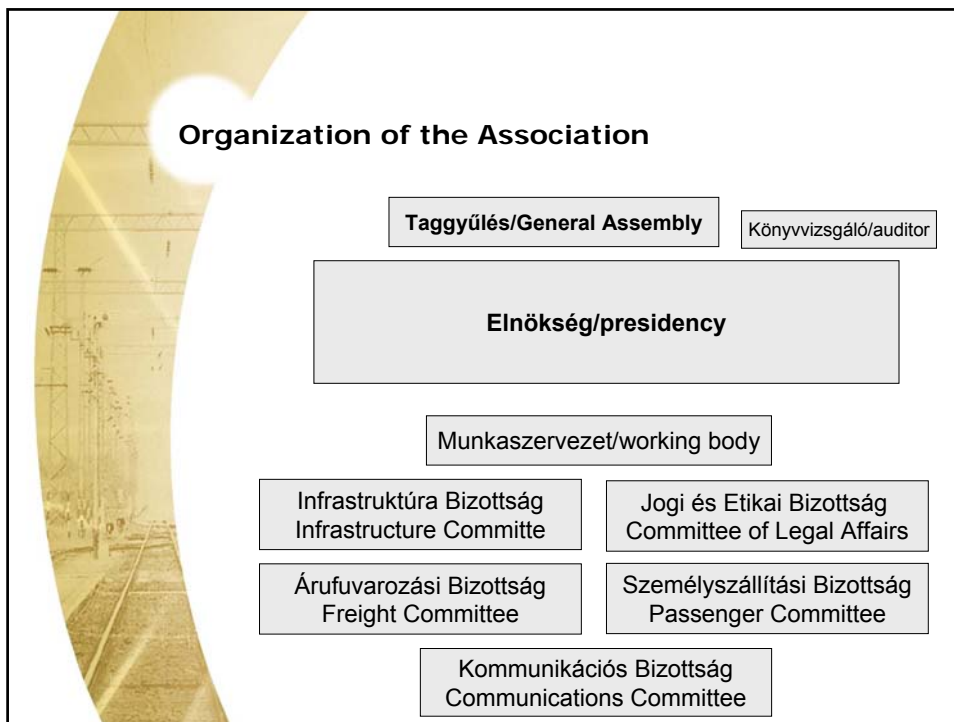 Organization of the Association
Taggyűlés/General Assembly
Könyvvizsgáló/auditor
Elnökség/presidency
Munkaszervezet/working body
Infrastruktúra Bizottság
Infrastructure Committe
Jogi és Etikai Bizottság
Committee of Legal Affairs
Árufuvarozási Bizottság
Freight Committee
Személyszállítási Bizottság
Passenger Committee
Kommunikációs Bizottság
Communications Committee